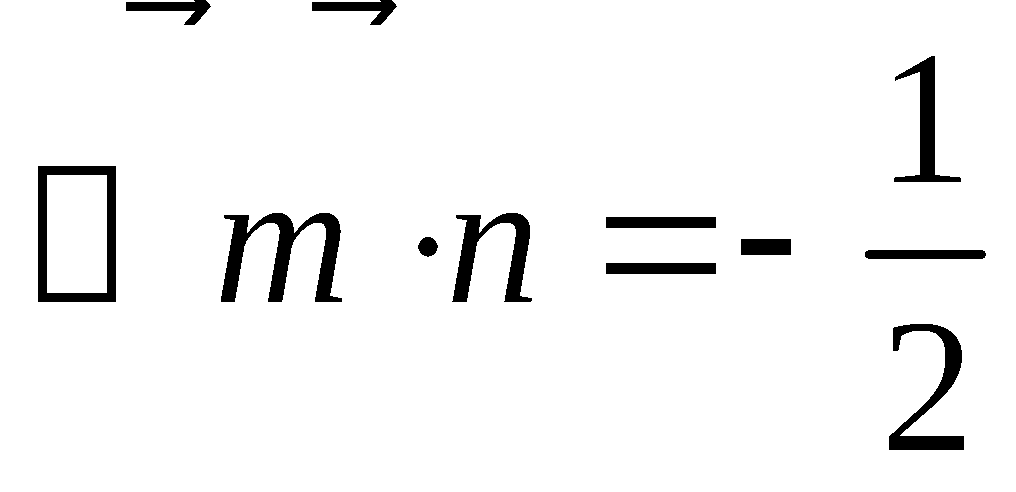 → →
□ m ·n =- 1/2